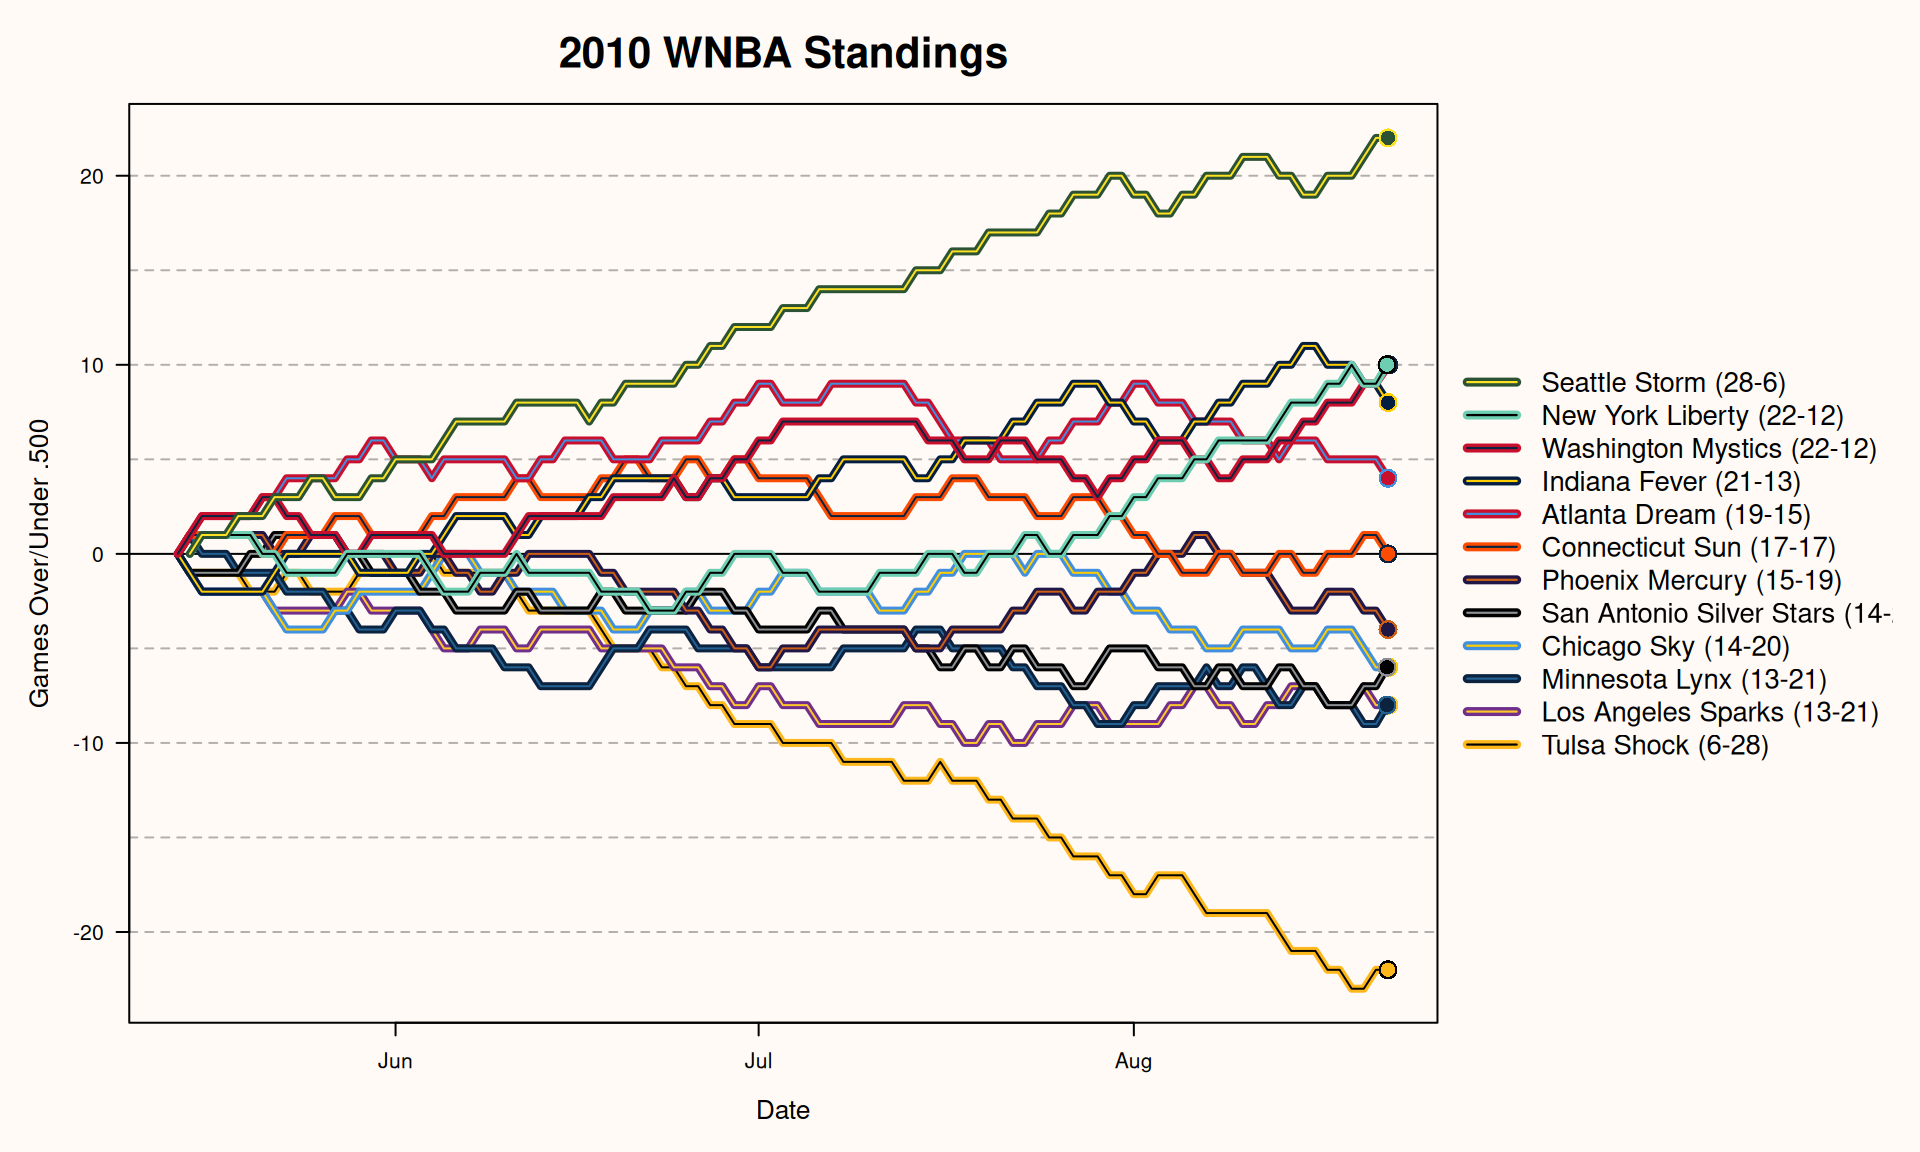 2010 WNBA Standings
Games Over/Under .500
20
10
0
-10
-20
Jun
Jul
Aug
Date
Seattle Storm (28-6)
New York Liberty (22-12)
Washington Mystics (22-12)
Indiana Fever (21-13)
Atlanta Dream (19-15)
Connecticut Sun (17-17)
Phoenix Mercury (15-19)
San Antonio Silver Stars (14-
Chicago Sky (14-20)
Minnesota Lynx (13-21)
Los Angeles Sparks (13-21)
Tulsa Shock (6-28)